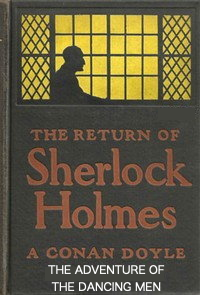 THE RETURN OF
Sherlock
Holmes
A CONAN DOYLE
THE ADVENTURE OF
THE DANCING MEN